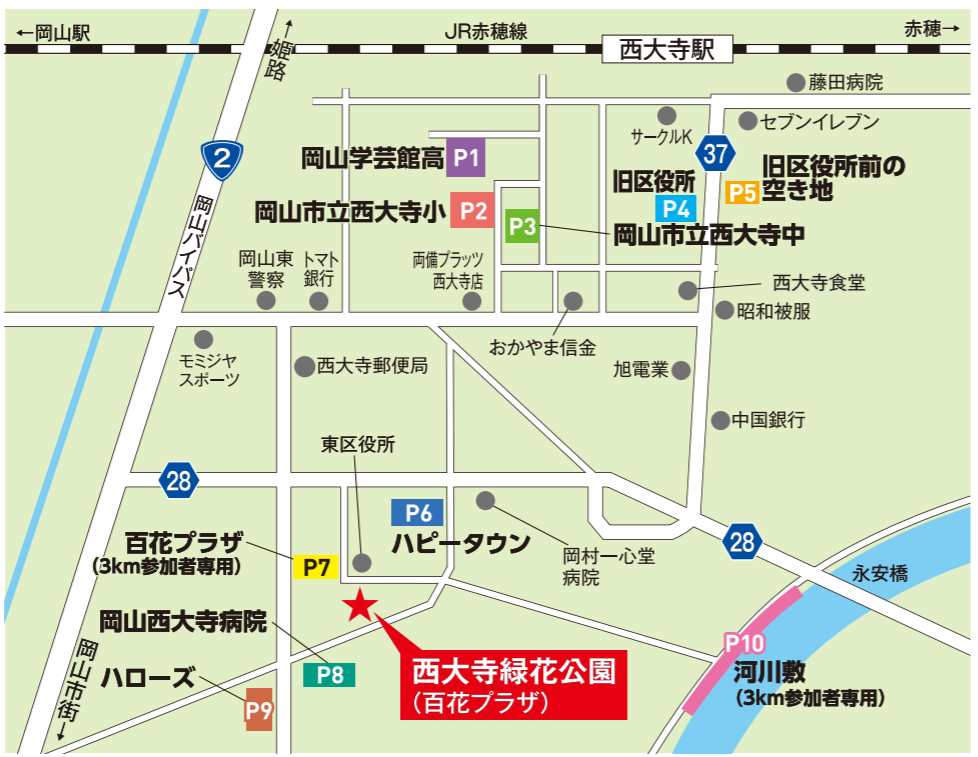 ←岡山駅
JR赤穂線
赤穂→
←姫路
西大寺駅
藤田病院
サークルK
セブンイレブン
2
岡山学芸館高
P1
37
旧区役所
P4
P5
旧区役所前の
空き地
岡山市立西大寺小
P2
P3
岡山市立西大寺中
岡山バイパス
岡山東
警察
トマト
銀行
両備プラッツ
西大寺店
西大寺食堂
昭和被服
おかやま信金
モミジヤ
スポーツ
西大寺郵便局
旭電業
中国銀行
東区役所
28
P6
ハピータウン
岡村一心堂
病院
28
百花プラザ
(3km参加者専用)
P7
永安橋
岡山西大寺病院
P8
岡山市街→
ハローズ
P9
西大寺緑花公園
(百花プラザ)
P10
河川敷
(3km参加者専用)